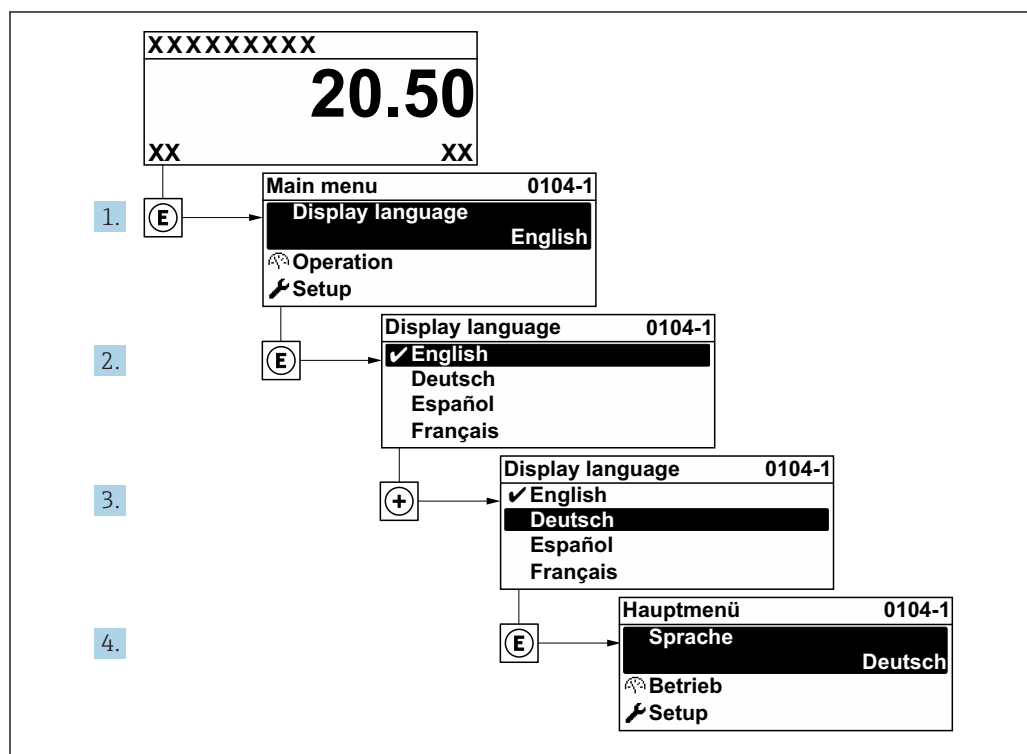 XXXXXXXXX
20.50
XX XX
1.
E
Main menu 0104-1
Display language
English
Operation
Setup
2.
E
Display language 0104-1
✔English
Deutsch
Español
Français
3.
+
Display language 0104-1
✔English
Deutsch
Español
Français
4.
E
Hauptmenü 0104-1
Sprache
Deutsch
Betrieb
Setup